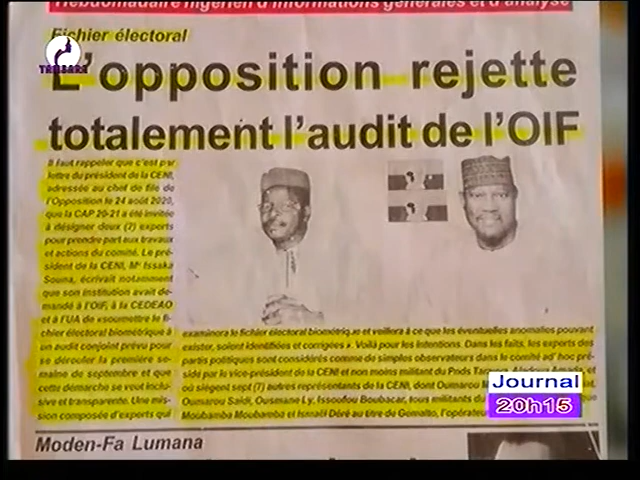 Hebdomadaire nigérien d'informations générales et d'analyse
Fichier électoral
TAMBARA
L'opposition rejette
totalement l'audit de l'OIF
Il faut rappeler que c'est par
lettre du président de la CENI,
adressée au chef de file de
l'Opposition le 24 août 2020,
que la CAP 20-21 a été invitée
à désigner deux (?) experts
pour prendre part aux travaux
et actions du comité. Le pré-
sident de la CENI, Me Issaka
Souna, écrivait notamment
que son institution avait de-
mandé à l'OIF, à la CEDEAO
et à l'UA de «soumettre le fi-
chier électoral biométrique à
un audit conjoint prévu pour
se dérouler la première se-
maine de septembre et que
cette démarche se veut inclu-
sive et transparente. Une mis-
sion composée d'experts qui
examinera le fichier électoral biométrique et veillera à ce que les éventuelles anomalies pouvant
exister, soient identifiées et corrigées ». Voilà pour les intentions. Dans les faits, les experts des
partis politiques sont considérés comme de simples observateurs dans le comité ad' hoc pré-
sidé par le vice-président de la CENI et non moins militant du Pnds
où siègent sept (7) autres représentants de la CENI, dont Oumarou
Oumarou Saidi, Ousmane Ly, Issoufou Boubacar, tous militants
Moubamba Moubamba et Ismaël Déré au titre du Gemalto, l'opérate
Journal
20h15
Moden-Fa Lumana